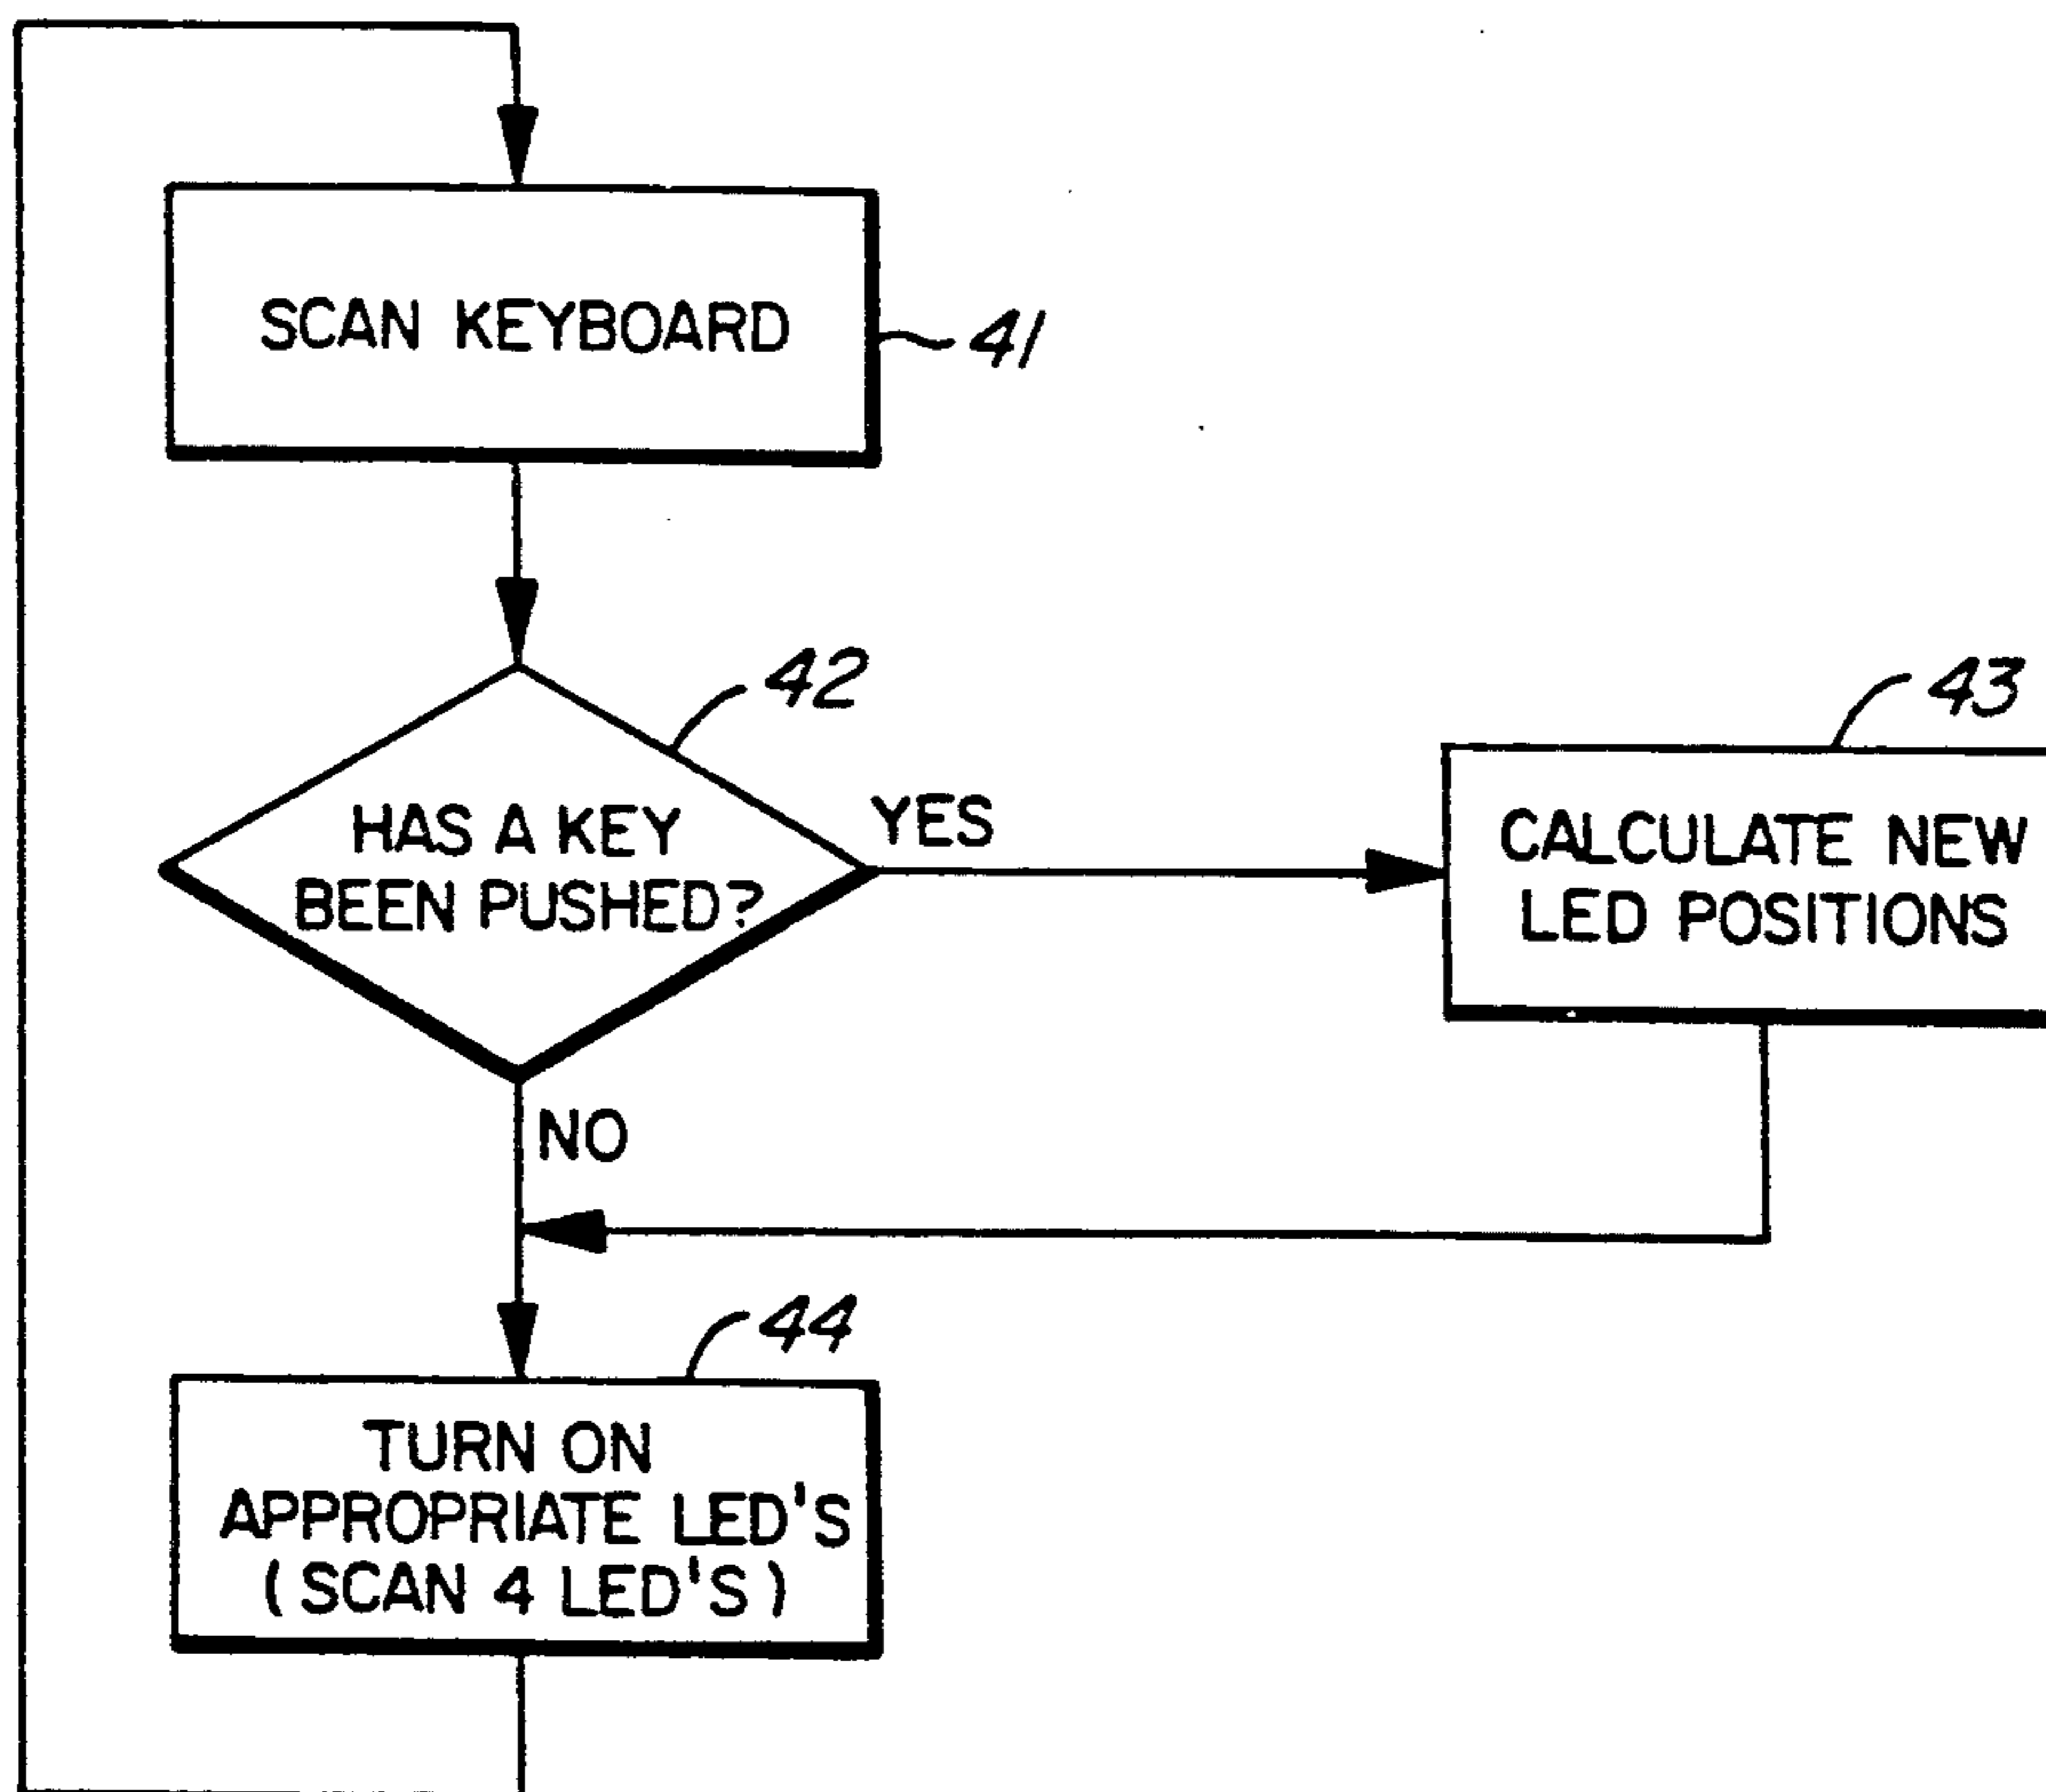 SCAN KEYBOARD
41
42
HAS A KEY
BEEN PUSHED?
YES
43
CALCULATE NEW
LED POSITIONS
NO
44
TURN ON
APPROPRIATE LED'S
(SCAN 4 LED'S)